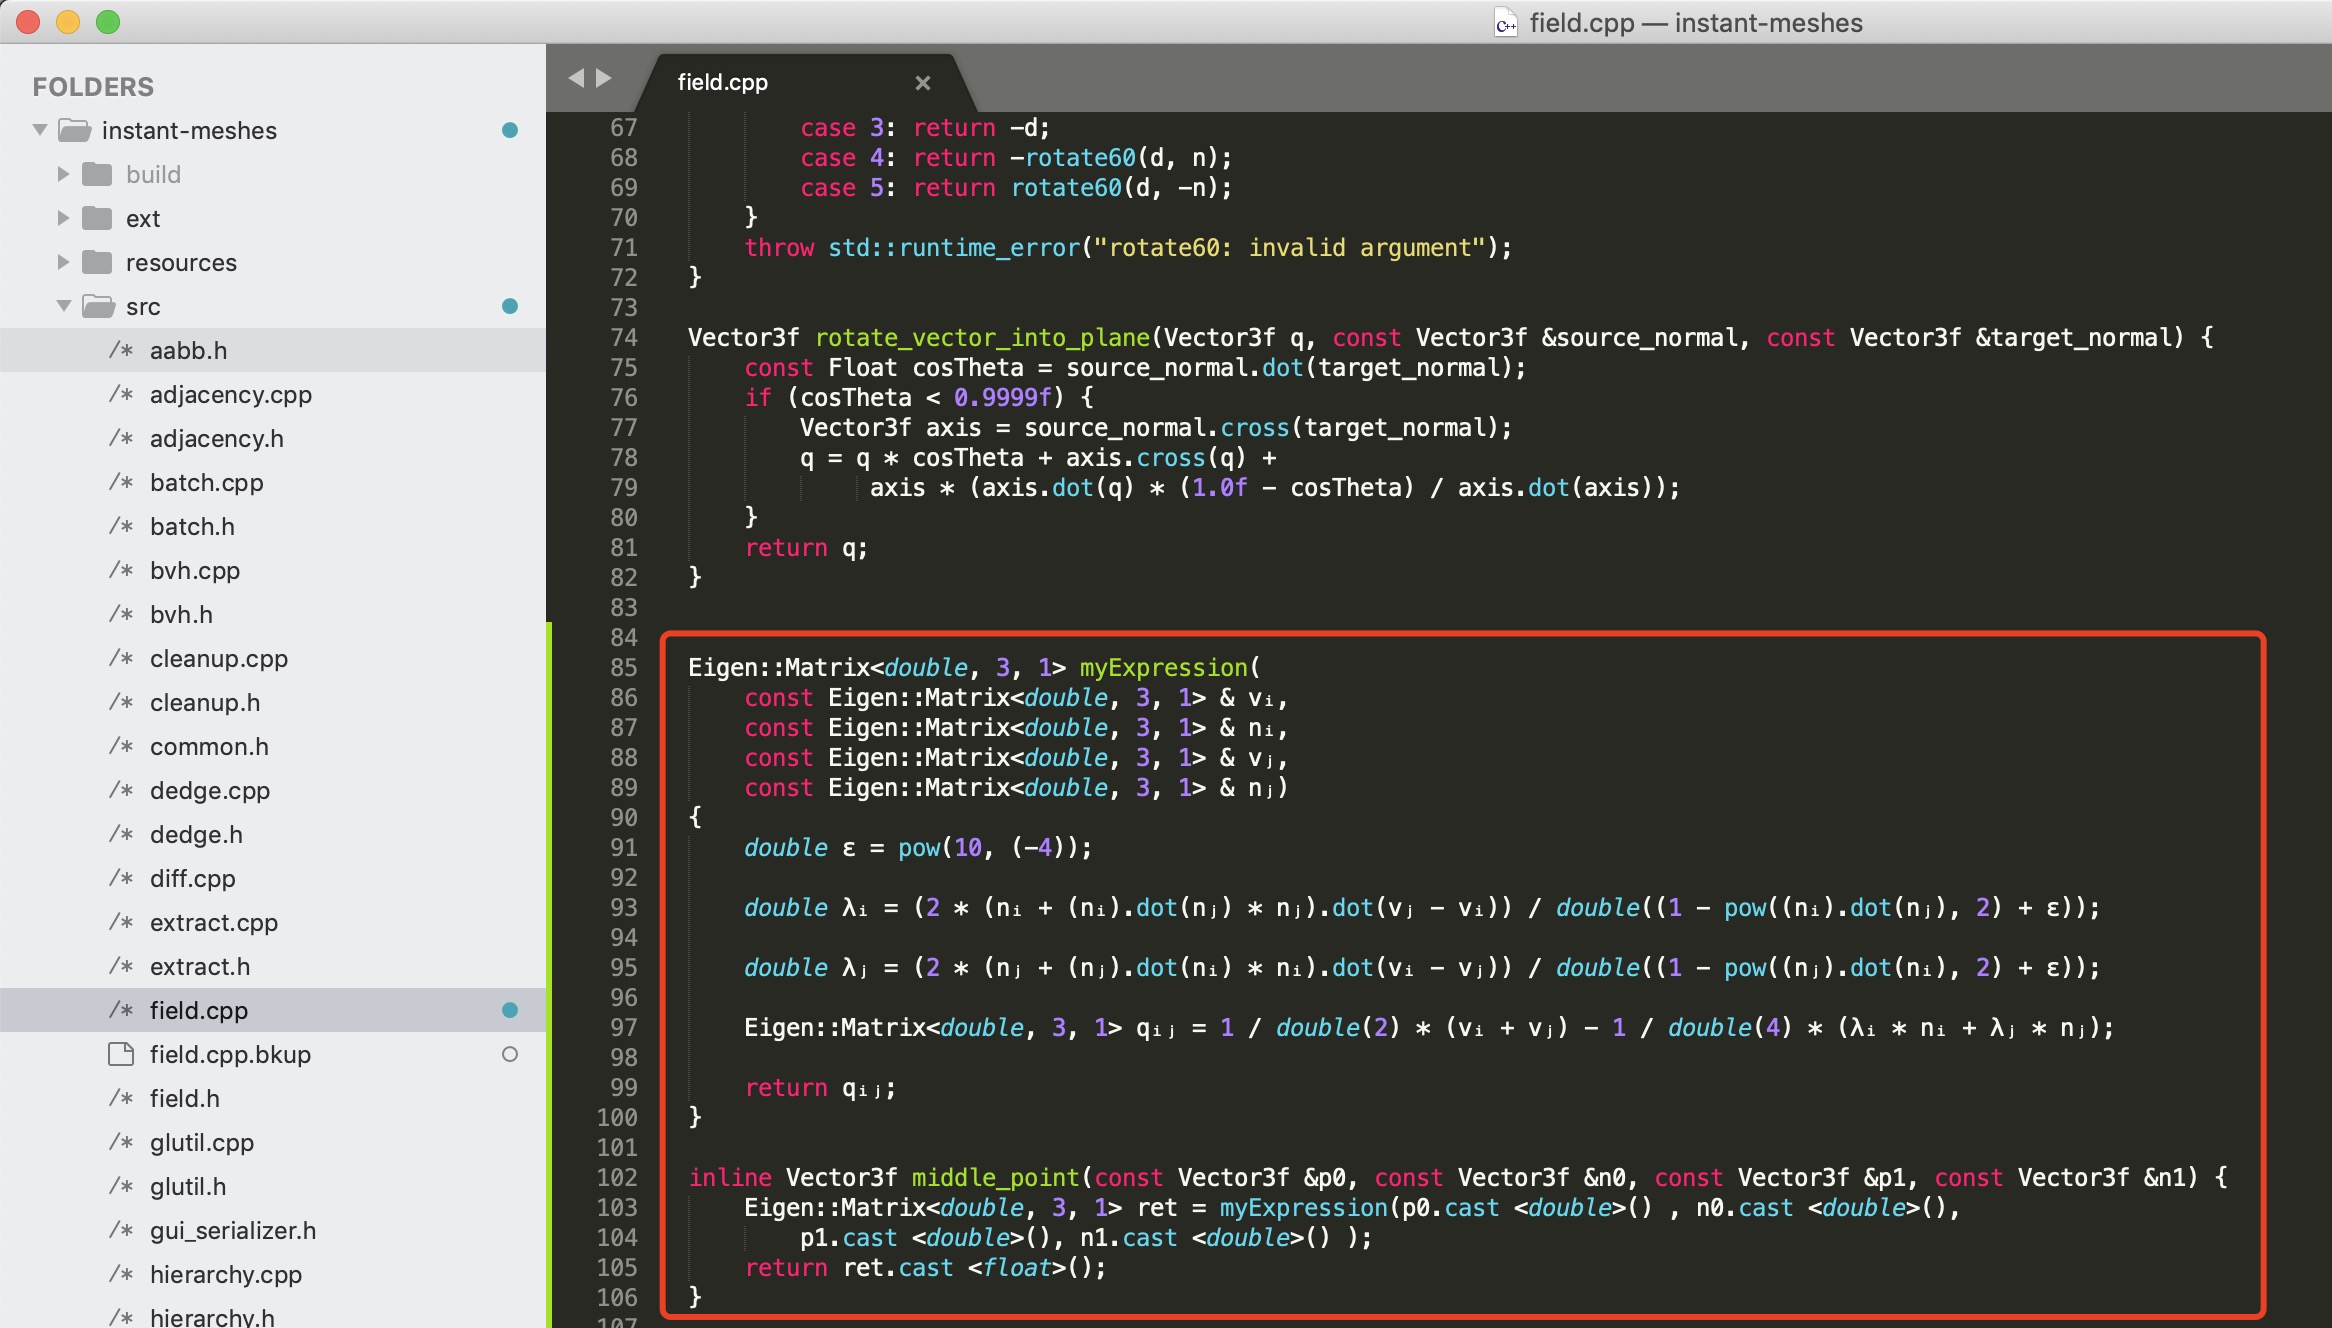 field.cpp — instant-meshes
FOLDERS
instant-meshes
build
ext
resources
src
/* aabb.h
/* adjacency.cpp
/* adjacency.h
/* batch.cpp
/* batch.h
/* bvh.cpp
/* bvh.h
/* cleanup.cpp
/* cleanup.h
/* common.h
/* dedge.cpp
/* dedge.h
/* diff.cpp
/* extract.cpp
/* extract.h
/* field.cpp
field.cpp.bkup
/* field.h
/* glutil.cpp
/* glutil.h
/* gui_serializer.h
/* hierarchy.cpp
/* hierarchy.h
field.cpp ×
67 case 3: return -d;
68 case 4: return -rotate60(d, n);
69 case 5: return rotate60(d, -n);
70 }
71 throw std::runtime_error("rotate60: invalid argument");
72 }
73
74 Vector3f rotate_vector_into_plane(Vector3f q, const Vector3f &source_normal, const Vector3f &target_normal) {
75 const Float cosTheta = source_normal.dot(target_normal);
76 if (cosTheta < 0.9999f) {
77 Vector3f axis = source_normal.cross(target_normal);
78 q = q * cosTheta + axis.cross(q) +
79 axis * (axis.dot(q) * (1.0f - cosTheta) / axis.dot(axis));
80 }
81 return q;
82 }
83
84
85 Eigen::Matrix<double, 3, 1> myExpression(
86 const Eigen::Matrix<double, 3, 1> & vᵢ,
87 const Eigen::Matrix<double, 3, 1> & nᵢ,
88 const Eigen::Matrix<double, 3, 1> & vⱼ,
89 const Eigen::Matrix<double, 3, 1> & nⱼ)
90 {
91 double ε = pow(10, (-4));
92
93 double λᵢ = (2 * (nᵢ + (nᵢ).dot(nⱼ) * nⱼ).dot(vⱼ - vᵢ)) / double((1 - pow((nᵢ).dot(nⱼ), 2) + ε));
94
95 double λⱼ = (2 * (nⱼ + (nⱼ).dot(nᵢ) * nᵢ).dot(vᵢ - vⱼ)) / double((1 - pow((nⱼ).dot(nᵢ), 2) + ε));
96
97 Eigen::Matrix<double, 3, 1> qᵢⱼ = 1 / double(2) * (vᵢ + vⱼ) - 1 / double(4) * (λᵢ * nᵢ + λⱼ * nⱼ);
98
99 return qᵢⱼ;
100 }
101
102 inline Vector3f middle_point(const Vector3f &p0, const Vector3f &n0, const Vector3f &p1, const Vector3f &n1) {
103 Eigen::Matrix<double, 3, 1> ret = myExpression(p0.cast <double>() , n0.cast <double>(),
104 p1.cast <double>(), n1.cast <double>() );
105 return ret.cast <float>();
106 }
107